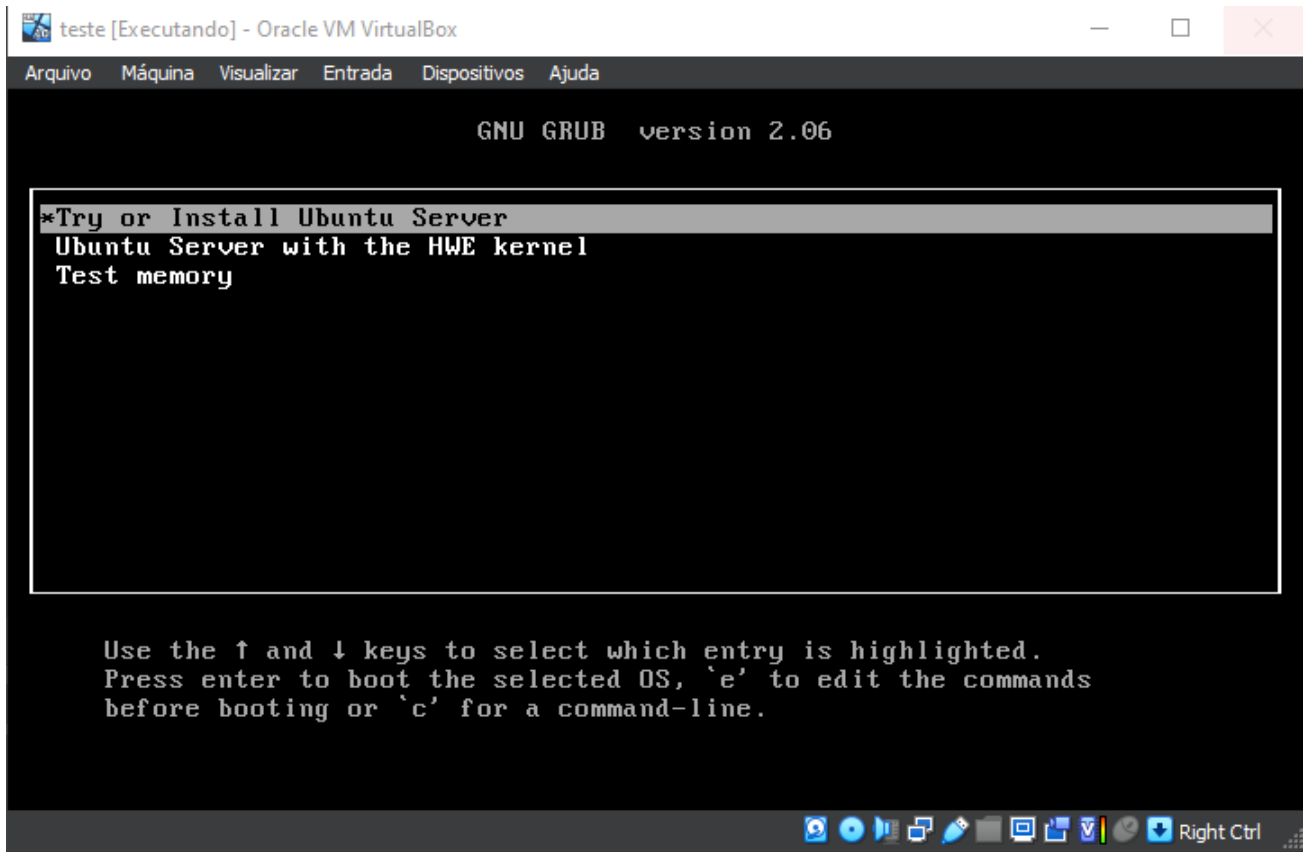 teste [Executando] - Oracle VM VirtualBox
Arquivo Máquina Visualizar Entrada Dispositivos Ajuda
GNU GRUB version 2.06
*Try or Install Ubuntu Server
Ubuntu Server with the HWE kernel
Test memory
Use the ↑ and ↓ keys to select which entry is highlighted.
Press enter to boot the selected OS, `e' to edit the commands
before booting or `c' for a command-line.
Right Ctrl